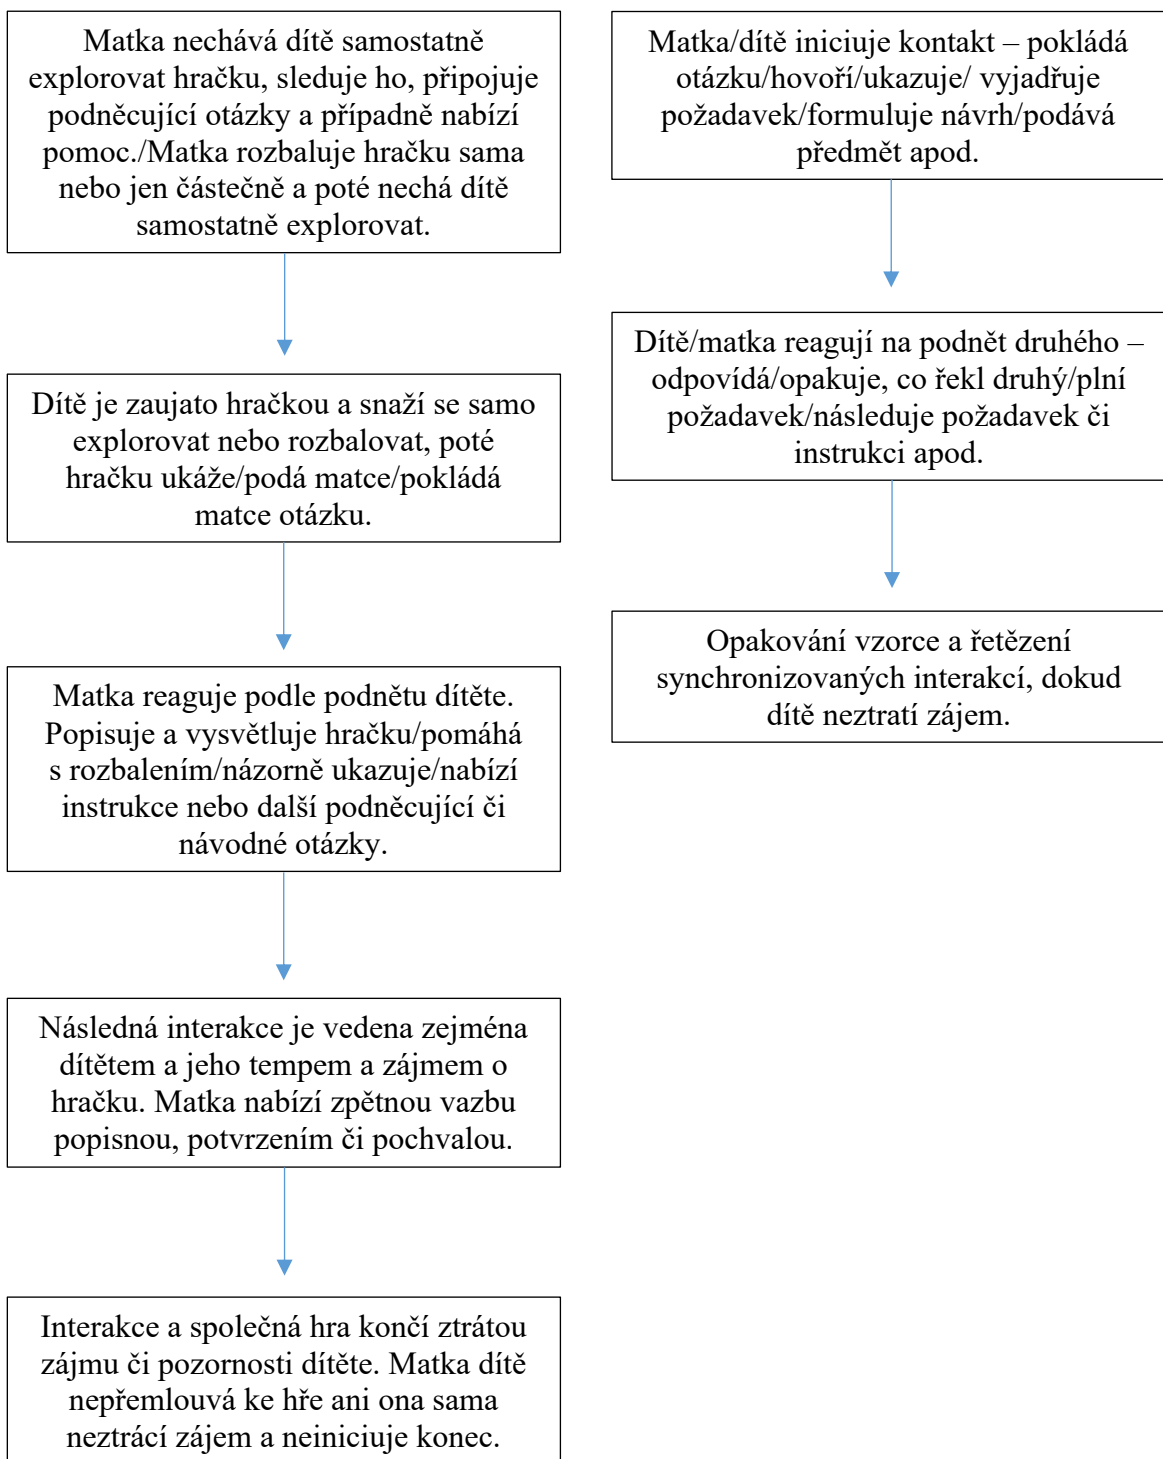 Matka nechává dítě samostatně
explorovat hračku, sleduje ho, připojuje
podněcující otázky a případně nabízí
pomoc./Matka rozbaluje hračku sama
nebo jen částečně a poté nechá dítě
samostatně explorovat.
Dítě je zaujato hračkou a snaží se samo
explorovat nebo rozbalovat, poté
hračku ukáže/podá matce/pokládá
matce otázku.
Matka reaguje podle podnětu dítěte.
Popisuje a vysvětluje hračku/pomáhá
s rozbalením/názorně ukazuje/nabízí
instrukce nebo další podněcující či
návodné otázky.
Následná interakce je vedena zejména
dítětem a jeho tempem a zájmem o
hračku. Matka nabízí zpětnou vazbu
popisnou, potvrzením či pochvalou.
Interakce a společná hra končí ztrátou
zájmu či pozornosti dítěte. Matka dítě
nepřemlouvá ke hře ani ona sama
neztrácí zájem a neiniciuje konec.
Matka/dítě iniciuje kontakt – pokládá
otázku/hovoří/ukazuje/ vyjadřuje
požadavek/formuluje návrh/podává
předmět apod.
Dítě/matka reagují na podnět druhého –
odpovídá/opakuje, co řekl druhý/plní
požadavek/následuje požadavek či
instrukci apod.
Opakování vzorce a řetězení
synchronizovaných interakcí, dokud
dítě neztratí zájem.